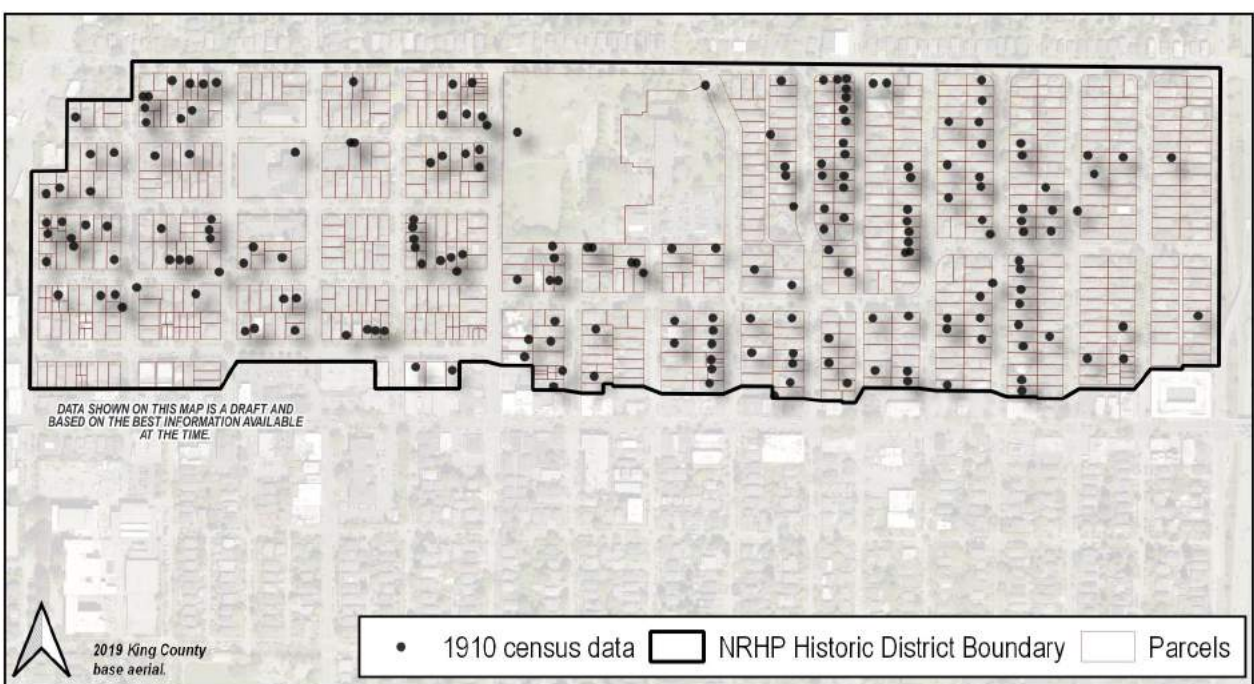 DATA SHOWN ON THIS MAP IS A DRAFT AND
BASED ON THE BEST INFORMATION AVAILABLE
AT THE TIME.
2019 King County
base aerial.
1910 census data
NRHP Historic District Boundary
Parcels